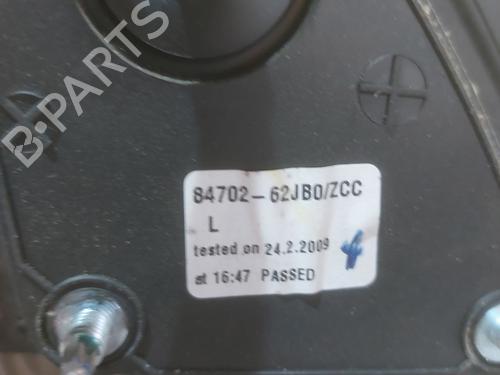 B-PARTS
84702-62JB0/ZCC
L
tested on 24.2.2009
at 16:47 PASSED